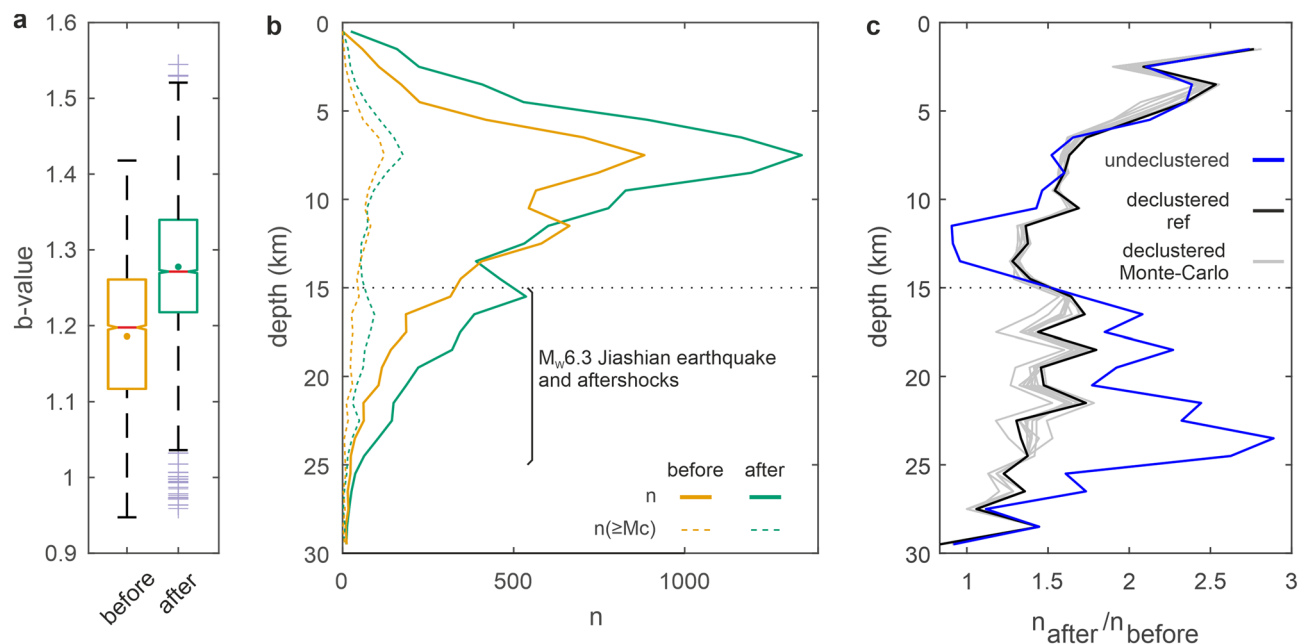 a
1.6
1.5
1.4
1.3
1.2
1.1
1
0.9
b-value
before
after
b
0
5
10
15
20
25
30
depth (km)
0
500
1000
n
Mw6.3 Jiashian earthquake
and aftershocks
before after
n
n(≥Mc)
c
0
5
10
15
20
25
30
depth (km)
1
1.5
2
2.5
3
nafter/nbefore
undeclustered
declustered
ref
declustered
Monte-Carlo